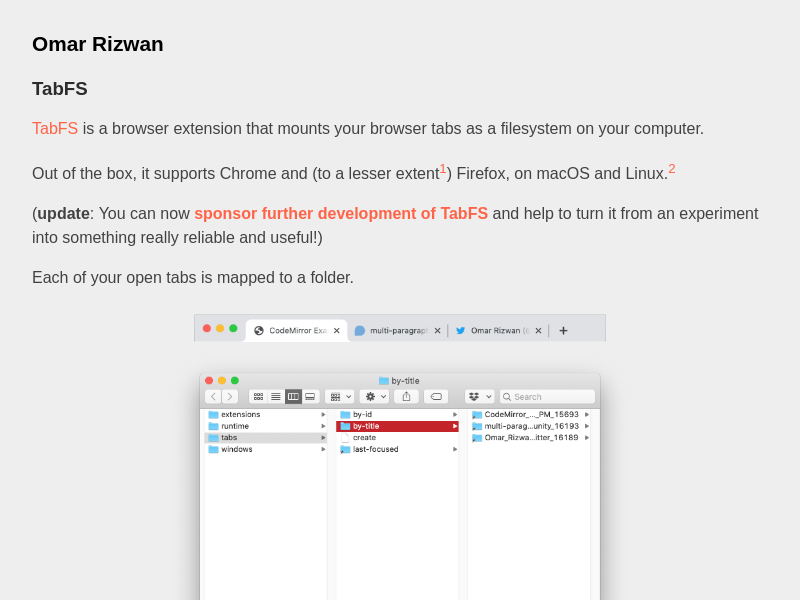 Omar Rizwan
TabFS
TabFS is a browser extension that mounts your browser tabs as a filesystem on your computer.
Out of the box, it supports Chrome and (to a lesser extent1) Firefox, on macOS and Linux.2
(update: You can now sponsor further development of TabFS and help to turn it from an experiment
into something really reliable and useful!)
Each of your open tabs is mapped to a folder.
CodeMirror Exa multi-paragraph Omar Rizwan (@
by-title
Search
extensions by-id CodeMirror_..._PM_15693
runtime by-title multi-parag...unity_16193
tabs create Omar_Rizwa...itter_16189
windows last-focused